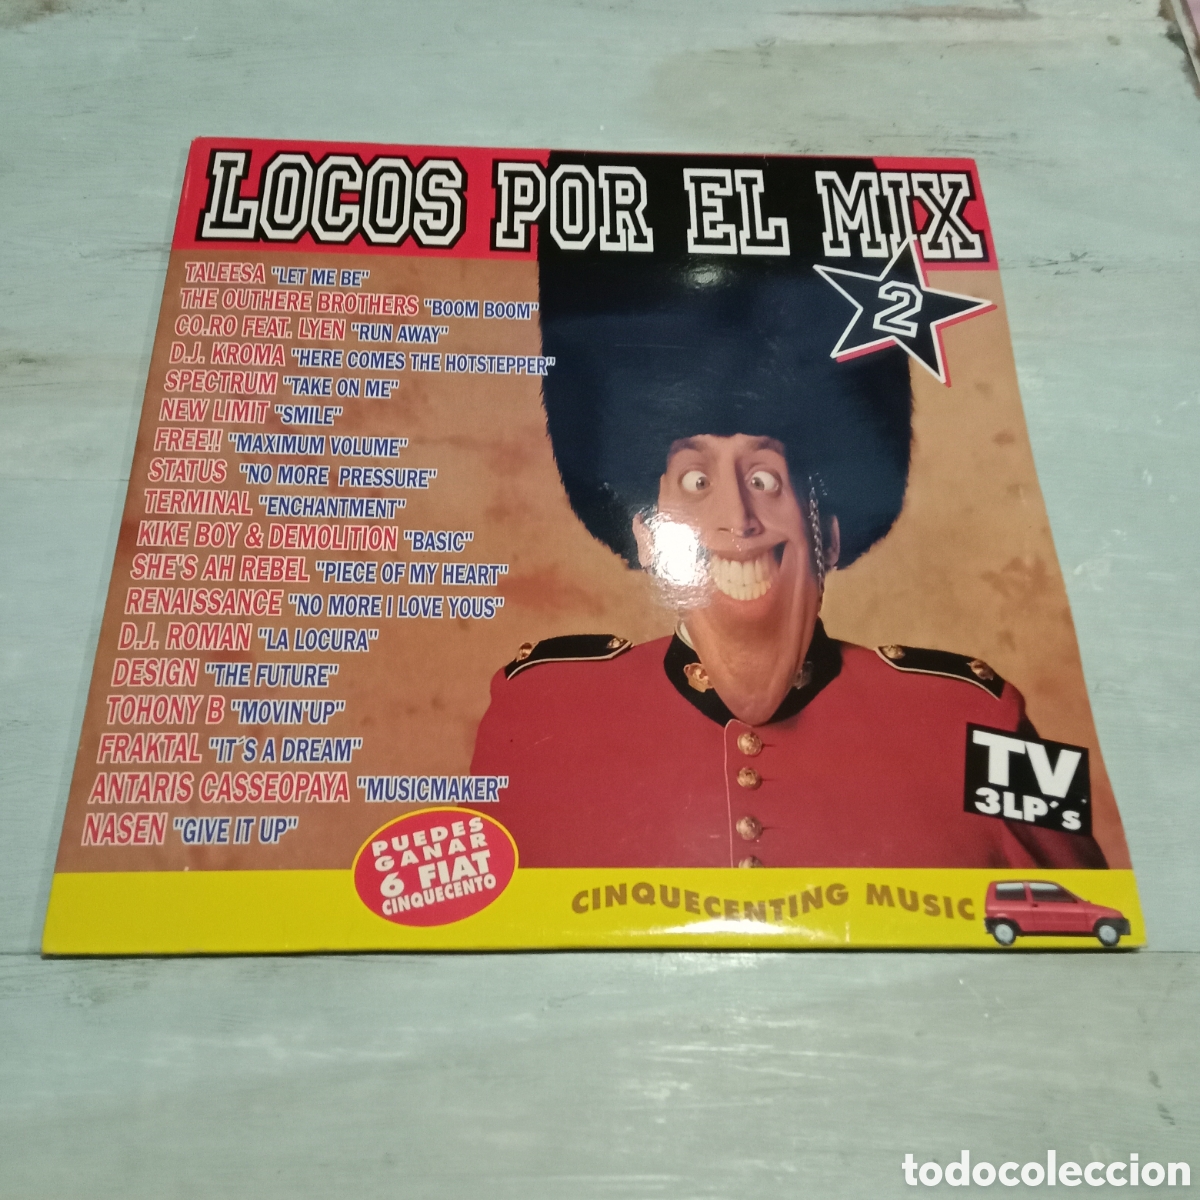 LOCOS POR EL MIX
2
TALEESA "LET ME BE"
THE OUTHERE BROTHERS "BOOM BOOM"
CO.RO FEAT. LYEN "RUN AWAY"
D.J. KROMA "HERE COMES THE HOTSTEPPER"
SPECTRUM "TAKE ON ME"
NEW LIMIT "SMILE"
FREE!! "MAXIMUM VOLUME"
STATUS "NO MORE PRESSURE"
TERMINAL "ENCHANTMENT"
KIKE BOY & DEMOLITION "BASIC"
SHE'S AH REBEL "PIECE OF MY HEART"
RENAISSANCE "NO MORE I LOVE YOUS"
D.J. ROMAN "LA LOCURA"
DESIGN "THE FUTURE"
TOHONY B "MOVIN'UP"
FRAKTAL "IT´S A DREAM"
ANTARIS CASSEOPAYA "MUSICMAKER"
NASEN "GIVE IT UP"
TV
3LP´s
PUEDES
GANAR
6 FIAT
CINQUECENTO
CINQUECENTING MUSIC
todocoleccion